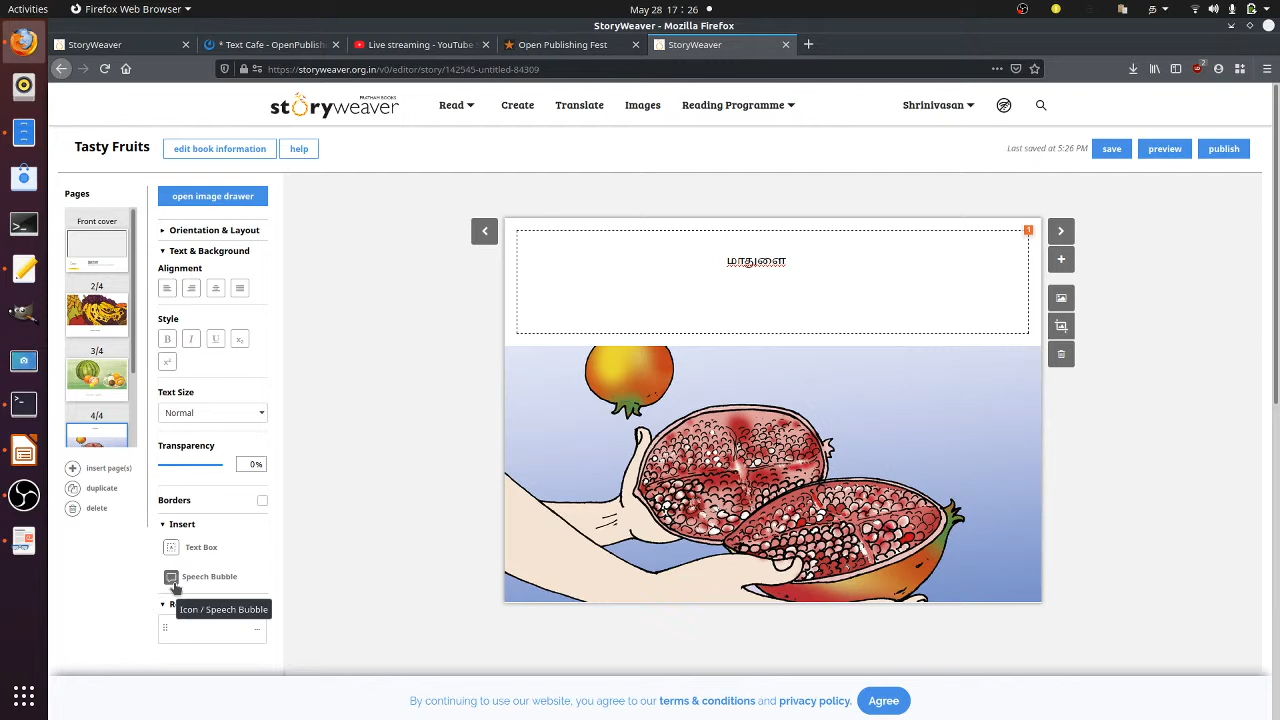 Activities
Firefox Web Browser
May 28 17:26
StoryWeaver - Mozilla Firefox
StoryWeaver
* Text Cafe - OpenPublish
Live streaming - YouTube
Open Publishing Fest
StoryWeaver
https://storyweaver.org.in/v0/editor/story/142545-untitled-84309
PRATHAM BOOKS
storyweaver
Read
Create
Translate
Images
Reading Programme
Shrinivasan
Tasty Fruits
edit book information
help
Last saved at 5:26 PM
save
preview
publish
Pages
Front cover
2/4
3/4
4/4
insert page(s)
duplicate
delete
open image drawer
Orientation & Layout
Text & Background
Alignment
Style
B I U x₂
x²
Text Size
Normal
Transparency
0 %
Borders
Insert
Text Box
Speech Bubble
Icon / Speech Bubble
1
மாதுளை
By continuing to use our website, you agree to our terms & conditions and privacy policy.
Agree